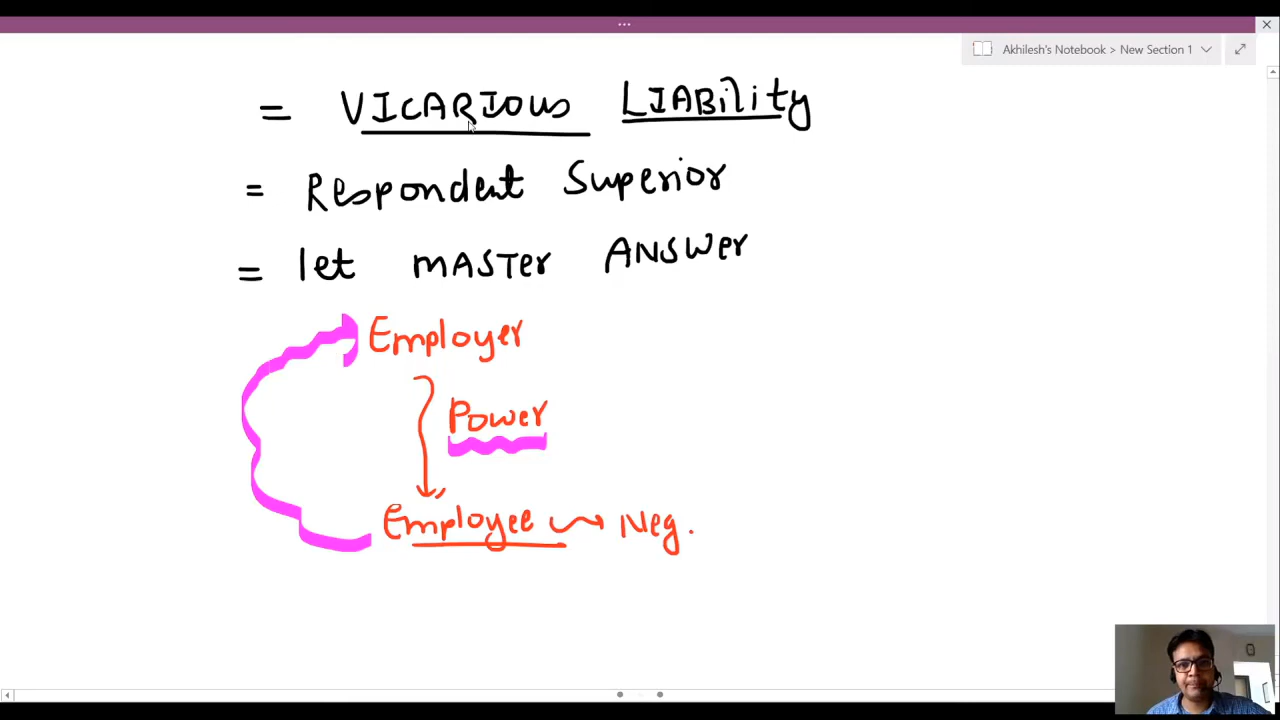 ...
Akhilesh's Notebook > New Section 1
= VICARIOUS LIABility
= Respondent Superior
= let MASTer ANSWer
Employer
Power
Employee → Neg.